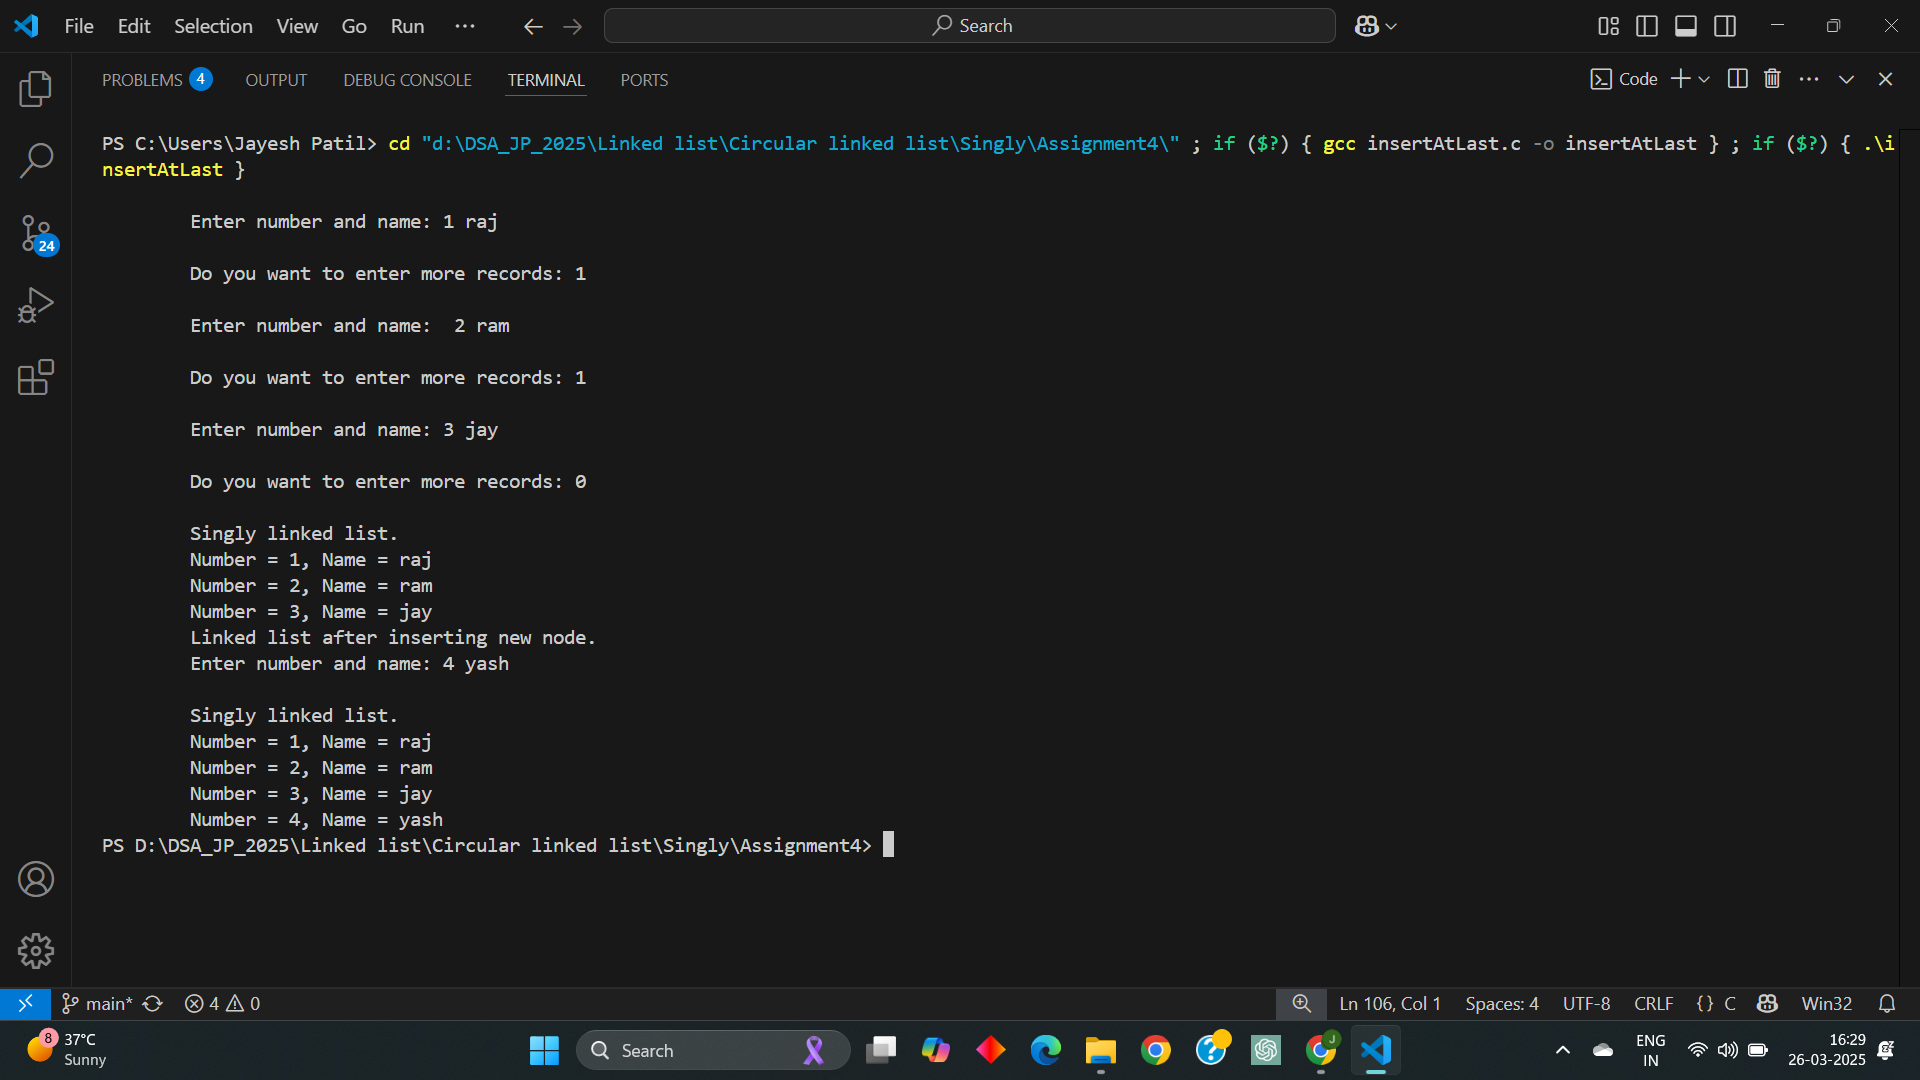 File Edit Selection View Go Run ··· Search
PROBLEMS 4 OUTPUT DEBUG CONSOLE TERMINAL PORTS Code
PS C:\Users\Jayesh Patil> cd "d:\DSA_JP_2025\Linked list\Circular linked list\Singly\Assignment4\" ; if ($?) { gcc insertAtLast.c -o insertAtLast } ; if ($?) { .\i
nsertAtLast }
Enter number and name: 1 raj
Do you want to enter more records: 1
Enter number and name:  2 ram
Do you want to enter more records: 1
Enter number and name: 3 jay
Do you want to enter more records: 0
Singly linked list.
Number = 1, Name = raj
Number = 2, Name = ram
Number = 3, Name = jay
Linked list after inserting new node.
Enter number and name: 4 yash
Singly linked list.
Number = 1, Name = raj
Number = 2, Name = ram
Number = 3, Name = jay
Number = 4, Name = yash
PS D:\DSA_JP_2025\Linked list\Circular linked list\Singly\Assignment4>
24
main* 4 0 Ln 106, Col 1 Spaces: 4 UTF-8 CRLF {} C Win32
8 37°C
Sunny
Search
J
ENG
IN
16:29
26-03-2025